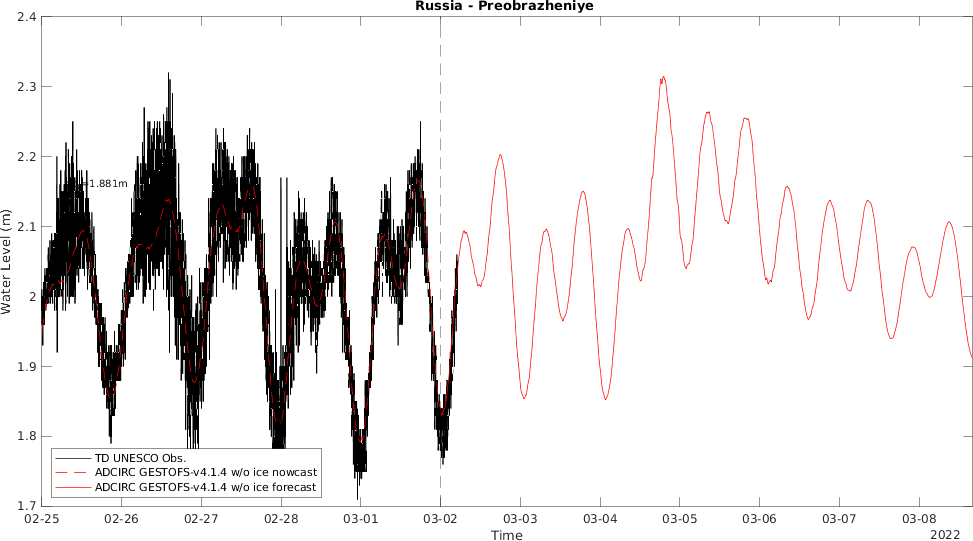 Russia - Preobrazheniye
2.4
2.3
2.2
2.1
2
1.9
1.8
1.7
Water Level (m)
=1.881m
TD UNESCO Obs.
ADCIRC GESTOFS-v4.1.4 w/o ice nowcast
ADCIRC GESTOFS-v4.1.4 w/o ice forecast
02-25 02-26 02-27 02-28 03-01 03-02 03-03 03-04 03-05 03-06 03-07 03-08
Time
2022